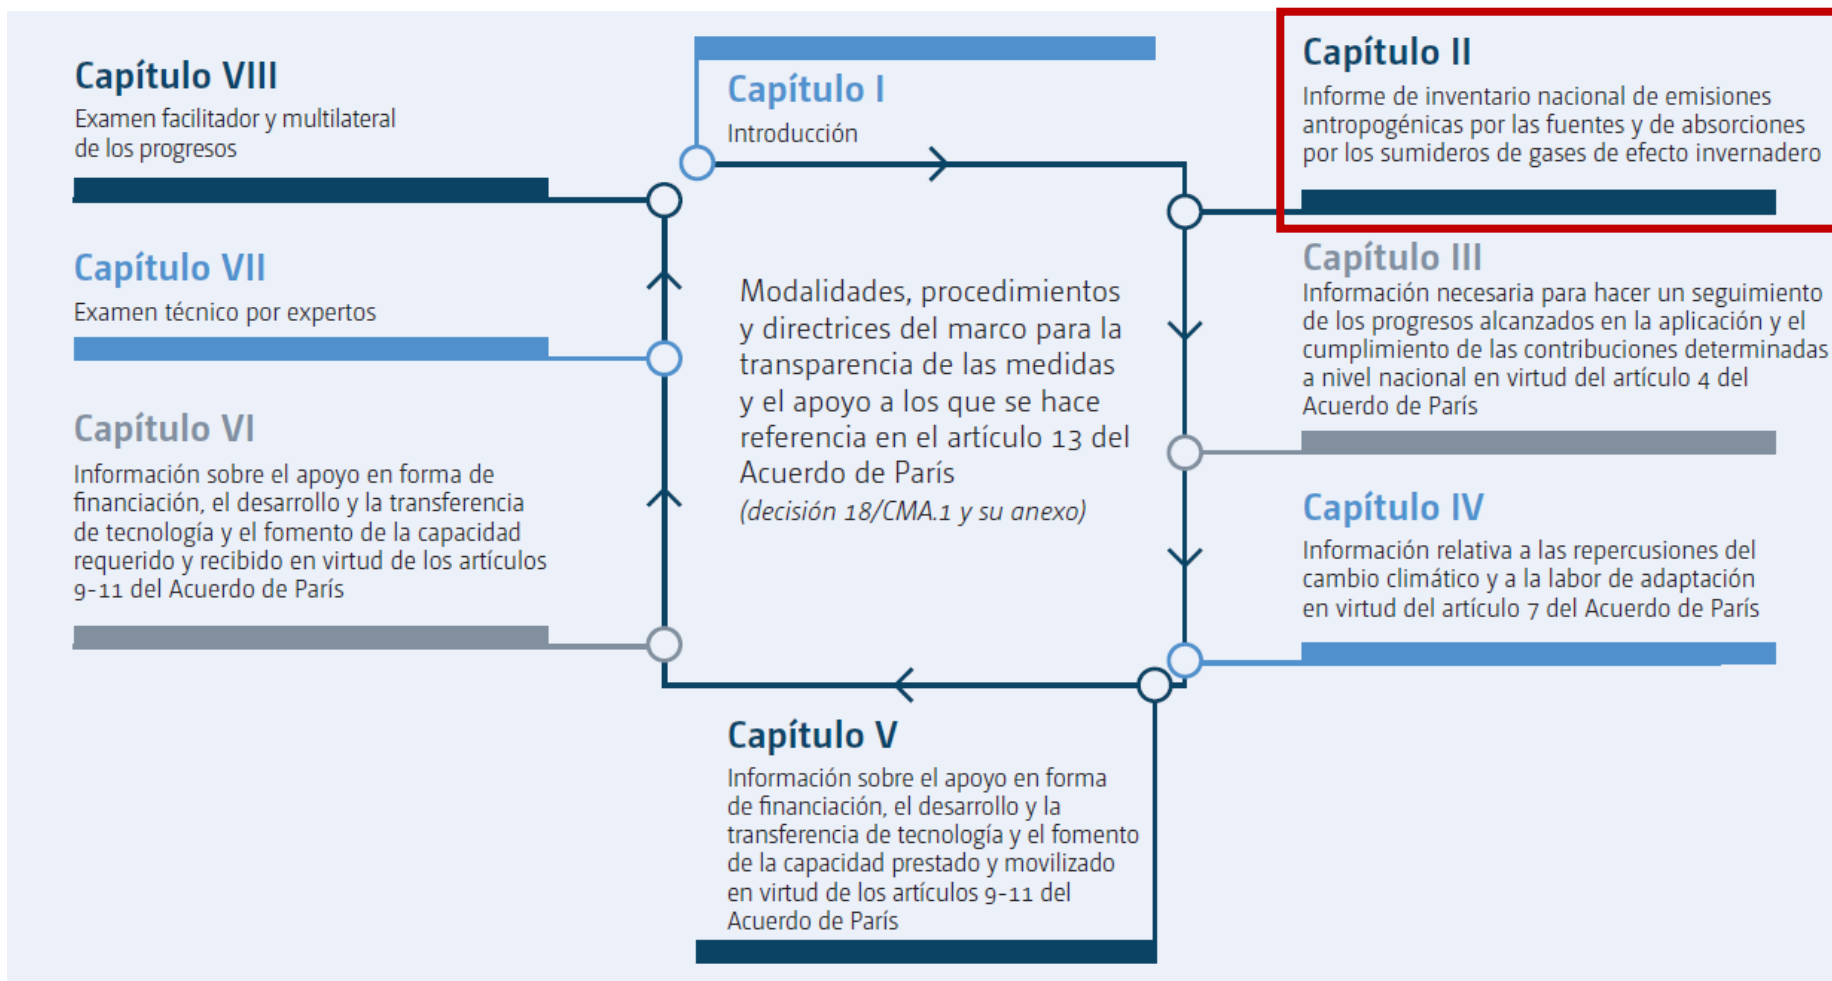 Capítulo I
Introducción
Capítulo II
Informe de inventario nacional de emisiones
antropogénicas por las fuentes y de absorciones
por los sumideros de gases de efecto invernadero
Capítulo III
Información necesaria para hacer un seguimiento
de los progresos alcanzados en la aplicación y el
cumplimiento de las contribuciones determinadas
a nivel nacional en virtud del artículo 4 del
Acuerdo de París
Capítulo IV
Información relativa a las repercusiones del
cambio climático y a la labor de adaptación
en virtud del artículo 7 del Acuerdo de París
Capítulo V
Información sobre el apoyo en forma
de financiación, el desarrollo y la
transferencia de tecnología y el fomento
de la capacidad prestado y movilizado
en virtud de los artículos 9-11 del
Acuerdo de París
Capítulo VI
Información sobre el apoyo en forma de
financiación, el desarrollo y la transferencia
de tecnología y el fomento de la capacidad
requerido y recibido en virtud de los artículos
9-11 del Acuerdo de París
Capítulo VII
Examen técnico por expertos
Capítulo VIII
Examen facilitador y multilateral
de los progresos
Modalidades, procedimientos
y directrices del marco para la
transparencia de las medidas
y el apoyo a los que se hace
referencia en el artículo 13 del
Acuerdo de París
(decisión 18/CMA.1 y su anexo)